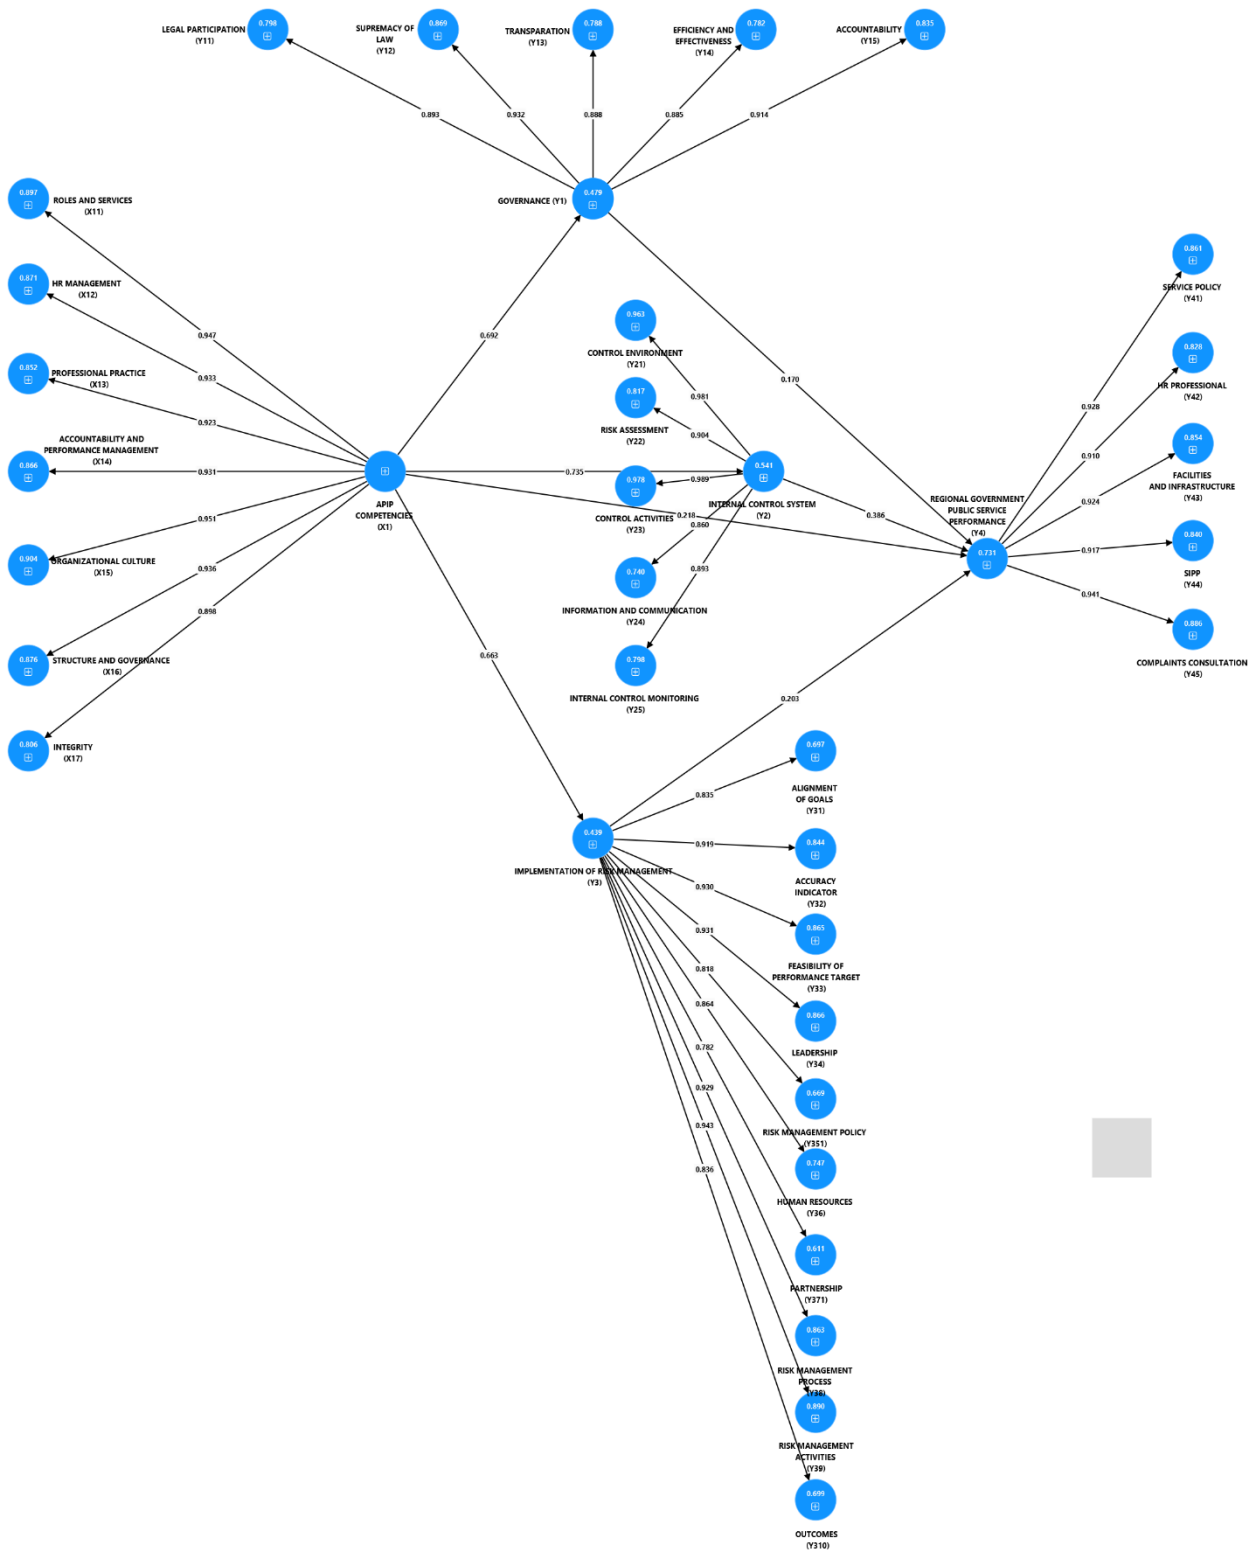 LEGAL PARTICIPATION
(Y11)
0.798
SUPREMACY OF
LAW
(Y12)
0.869
TRANSPARATION
(Y13)
0.788
EFFICIENCY AND
EFFECTIVENESS
(Y14)
0.782
ACCOUNTABILITY
(Y15)
0.835
0.893
0.932
0.888
0.885
0.914
0.897
ROLES AND SERVICES
(X11)
GOVERNANCE (Y1)
0.479
0.871
HR MANAGEMENT
(X12)
0.852
PROFESSIONAL PRACTICE
(X13)
ACCOUNTABILITY AND
PERFORMANCE MANAGEMENT
(X14)
0.866
0.904
ORGANIZATIONAL CULTURE
(X15)
0.876
STRUCTURE AND GOVERNANCE
(X16)
0.806
INTEGRITY
(X17)
0.947
0.933
0.923
0.931
0.951
0.936
0.898
APIP
COMPETENCIES
(X1)
0.692
0.735
0.218
0.663
0.170
0.963
CONTROL ENVIRONMENT
(Y21)
0.817
RISK ASSESSMENT
(Y22)
0.978
CONTROL ACTIVITIES
(Y23)
0.740
INFORMATION AND COMMUNICATION
(Y24)
0.798
INTERNAL CONTROL MONITORING
(Y25)
0.981
0.904
0.989
0.860
0.893
0.541
INTERNAL CONTROL SYSTEM
(Y2)
0.386
REGIONAL GOVERNMENT
PUBLIC SERVICE
PERFORMANCE
(Y4)
0.731
0.203
0.928
0.910
0.924
0.917
0.941
0.861
SERVICE POLICY
(Y41)
0.828
HR PROFESSIONAL
(Y42)
0.854
FACILITIES
AND INFRASTRUCTURE
(Y43)
0.840
SIPP
(Y44)
0.886
COMPLAINTS CONSULTATION
(Y45)
0.439
IMPLEMENTATION OF RISK MANAGEMENT
(Y3)
0.835
0.919
0.930
0.931
0.818
0.864
0.782
0.929
0.943
0.836
0.697
ALIGNMENT
OF GOALS
(Y31)
0.844
ACCURACY
INDICATOR
(Y32)
0.865
FEASIBILITY OF
PERFORMANCE TARGET
(Y33)
0.866
LEADERSHIP
(Y34)
0.669
RISK MANAGEMENT POLICY
(Y351)
0.747
HUMAN RESOURCES
(Y36)
0.611
PARTNERSHIP
(Y371)
0.863
RISK MANAGEMENT
PROCESS
(Y38)
0.890
RISK MANAGEMENT
ACTIVITIES
(Y39)
0.699
OUTCOMES
(Y310)